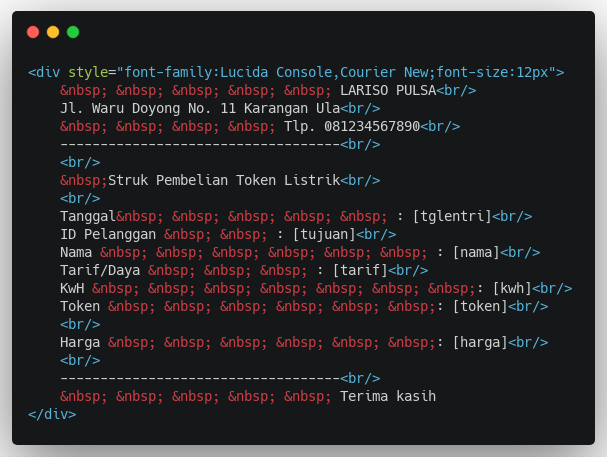 <div style="font-family:Lucida Console,Courier New;font-size:12px">
    &nbsp; &nbsp; &nbsp; &nbsp; &nbsp; LARISO PULSA<br/>
    Jl. Waru Doyong No. 11 Karangan Ula<br/>
    &nbsp; &nbsp; &nbsp; &nbsp; Tlp. 081234567890<br/>
    -----------------------------------<br/>
    <br/>
    &nbsp;Struk Pembelian Token Listrik<br/>
    <br/>
    Tanggal&nbsp; &nbsp; &nbsp; &nbsp; &nbsp; : [tglentri]<br/>
    ID Pelanggan &nbsp; &nbsp; : [tujuan]<br/>
    Nama &nbsp; &nbsp; &nbsp; &nbsp; &nbsp; &nbsp; : [nama]<br/>
    Tarif/Daya &nbsp; &nbsp; &nbsp; : [tarif]<br/>
    KwH &nbsp; &nbsp; &nbsp; &nbsp; &nbsp; &nbsp; &nbsp;: [kwh]<br/>
    Token &nbsp; &nbsp; &nbsp; &nbsp; &nbsp; &nbsp;: [token]<br/>
    <br/>
    Harga &nbsp; &nbsp; &nbsp; &nbsp; &nbsp; &nbsp;: [harga]<br/>
    <br/>
    -----------------------------------<br/>
    &nbsp; &nbsp; &nbsp; &nbsp; &nbsp; Terima kasih
</div>